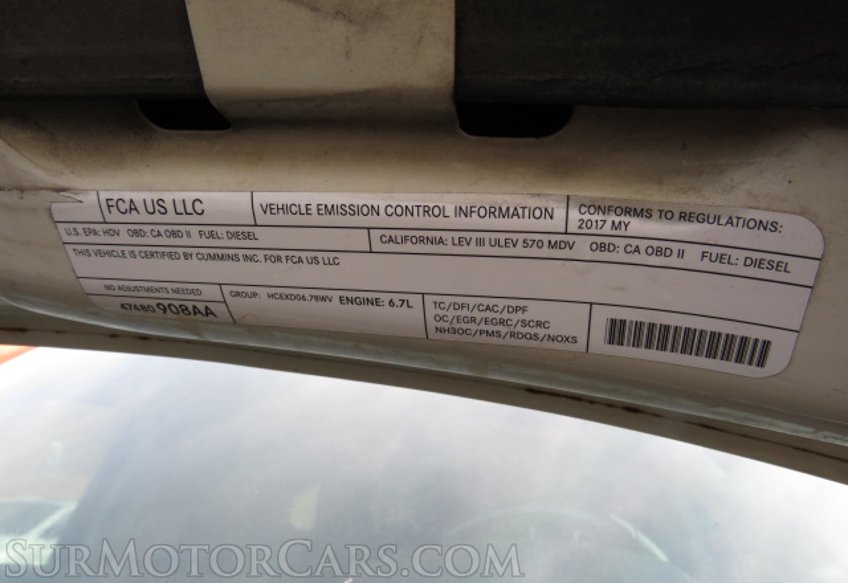 FCA US LLC
VEHICLE EMISSION CONTROL INFORMATION
CONFORMS TO REGULATIONS:
2017 MY
U.S. EPA: HDV OBD: CA OBD II FUEL: DIESEL
CALIFORNIA: LEV III ULEV 570 MDV OBD: CA OBD II FUEL: DIESEL
THIS VEHICLE IS CERTIFIED BY CUMMINS INC. FOR FCA US LLC
NO ADJUSTMENTS NEEDED
47480908AA
GROUP: HCEXD06.78WV ENGINE: 6.7L
TC/DFI/CAC/DPF
OC/EGR/EGRC/SCRC
NH3OC/PMS/RDQS/NOXS
SURMOTORCARS.COM